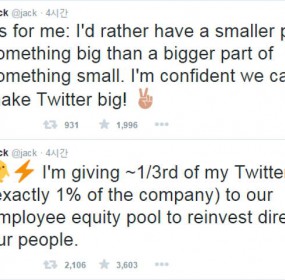 ck @jack · 4시간
s for me: I'd rather have a smaller p
omething big than a bigger part of
omething small. I'm confident we ca
ake Twitter big! ✌
931 1,996
ck @jack · 4시간
⚡ I'm giving ~1/3rd of my Twitter
exactly 1% of the company) to our
mployee equity pool to reinvest dire
ur people.
2,106 3,603